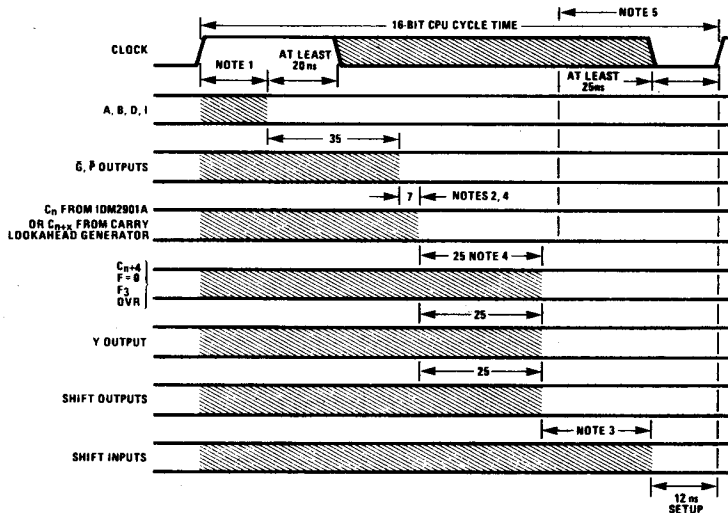 16-BIT CPU CYCLE TIME
NOTE 5
CLOCK
NOTE 1
AT LEAST
20 ns
AT LEAST
25ns
A, B, D, I
35
G̅, P̅ OUTPUTS
7
NOTES 2, 4
Cn FROM IDM2901A
OR Cn+x FROM CARRY
LOOKAHEAD GENERATOR
25 NOTE 4
Cn+4
F = 0
F3
OVR
25
Y OUTPUT
25
SHIFT OUTPUTS
NOTE 3
SHIFT INPUTS
12 ns
SETUP